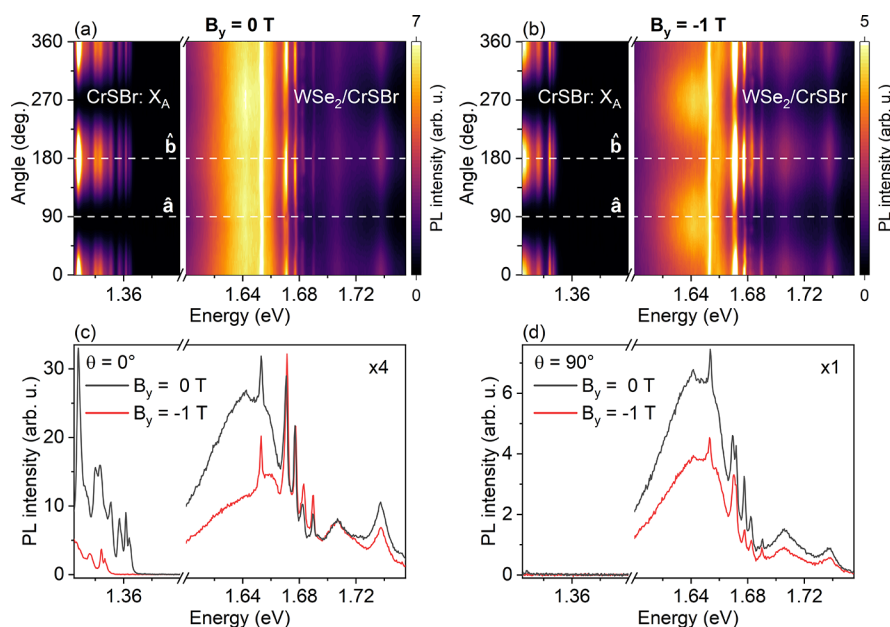 (a) B_y = 0 T 7
360
270
180
90
0
Angle (deg.)
CrSBr: X_A
WSe₂/CrSBr
b̂
â
1.36 1.64 1.68 1.72
Energy (eV)
PL intensity (arb. u.)
0
(b) B_y = -1 T 5
360
270
180
90
0
Angle (deg.)
CrSBr: X_A
WSe₂/CrSBr
b̂
â
1.36 1.64 1.68 1.72
Energy (eV)
PL intensity (arb. u.)
0
(c)
θ = 0°
B_y = 0 T
B_y = -1 T
x4
30
20
10
0
PL intensity (arb. u.)
1.36 1.64 1.68 1.72
Energy (eV)
(d)
θ = 90°
B_y = 0 T
B_y = -1 T
x1
6
4
2
0
PL intensity (arb. u.)
1.36 1.64 1.68 1.72
Energy (eV)